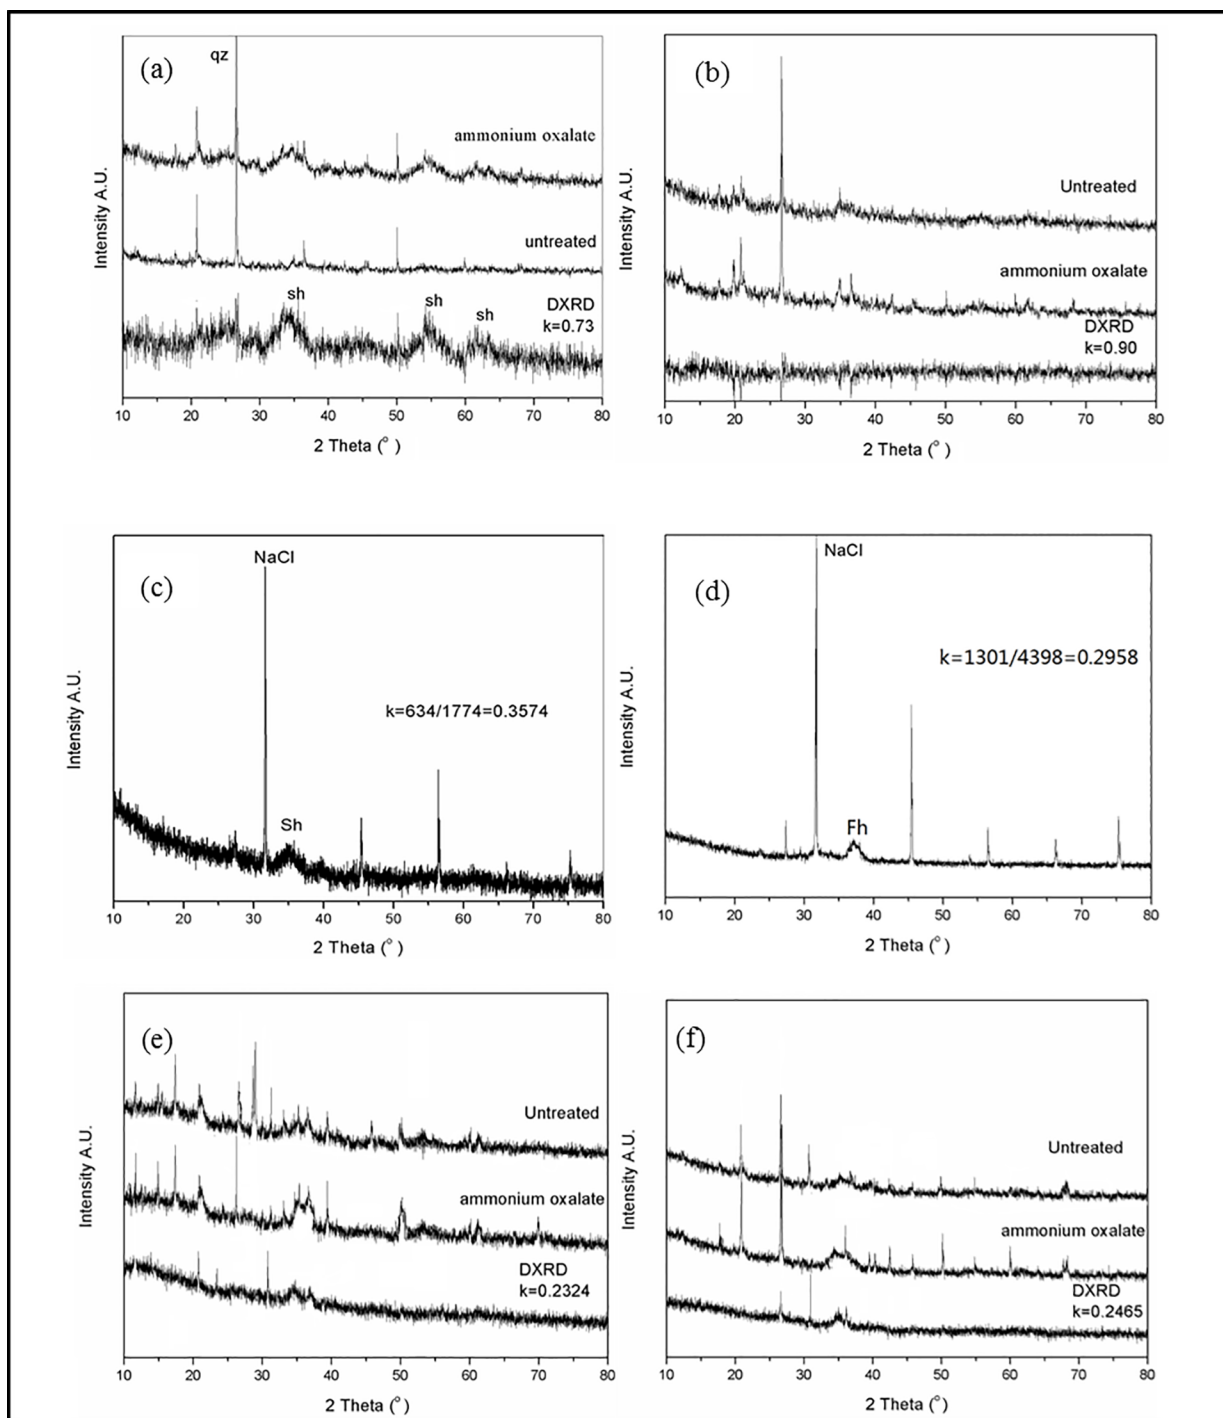 (a)
qz
ammonium oxalate
untreated
sh
sh
sh
DXRD
k=0.73
Intensity A.U.
10 20 30 40 50 60 70 80
2 Theta (°)
(b)
Untreated
ammonium oxalate
DXRD
k=0.90
Intensity A.U.
10 20 30 40 50 60 70 80
2 Theta (°)
(c)
NaCl
k=634/1774=0.3574
Sh
Intensity A.U.
10 20 30 40 50 60 70 80
2 Theta (°)
(d)
NaCl
k=1301/4398=0.2958
Fh
Intensity A.U.
10 20 30 40 50 60 70 80
2 Theta (°)
(e)
Untreated
ammonium oxalate
DXRD
k=0.2324
Intensity A.U.
10 20 30 40 50 60 70 80
2 Theta (°)
(f)
Untreated
ammonium oxalate
DXRD
k=0.2465
Intensity A.U.
10 20 30 40 50 60 70 80
2 Theta (°)